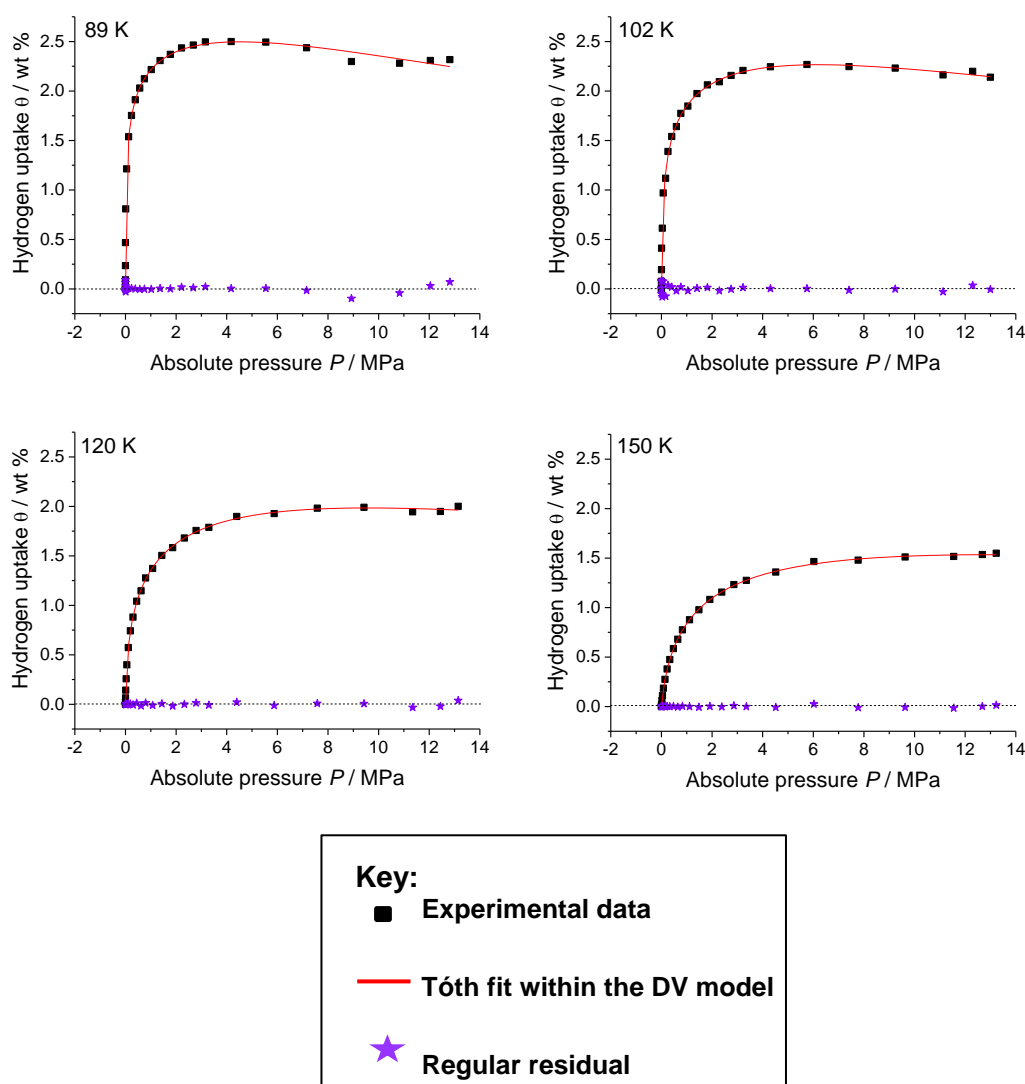 89 K
Hydrogen uptake θ / wt %
2.5
2.0
1.5
1.0
0.5
0.0
-2 0 2 4 6 8 10 12 14
Absolute pressure P / MPa
102 K
Hydrogen uptake θ / wt %
2.5
2.0
1.5
1.0
0.5
0.0
-2 0 2 4 6 8 10 12 14
Absolute pressure P / MPa
120 K
Hydrogen uptake θ / wt %
2.5
2.0
1.5
1.0
0.5
0.0
-2 0 2 4 6 8 10 12 14
Absolute pressure P / MPa
150 K
Hydrogen uptake θ / wt %
2.5
2.0
1.5
1.0
0.5
0.0
-2 0 2 4 6 8 10 12 14
Absolute pressure P / MPa
Key:
Experimental data
Tóth fit within the DV model
Regular residual